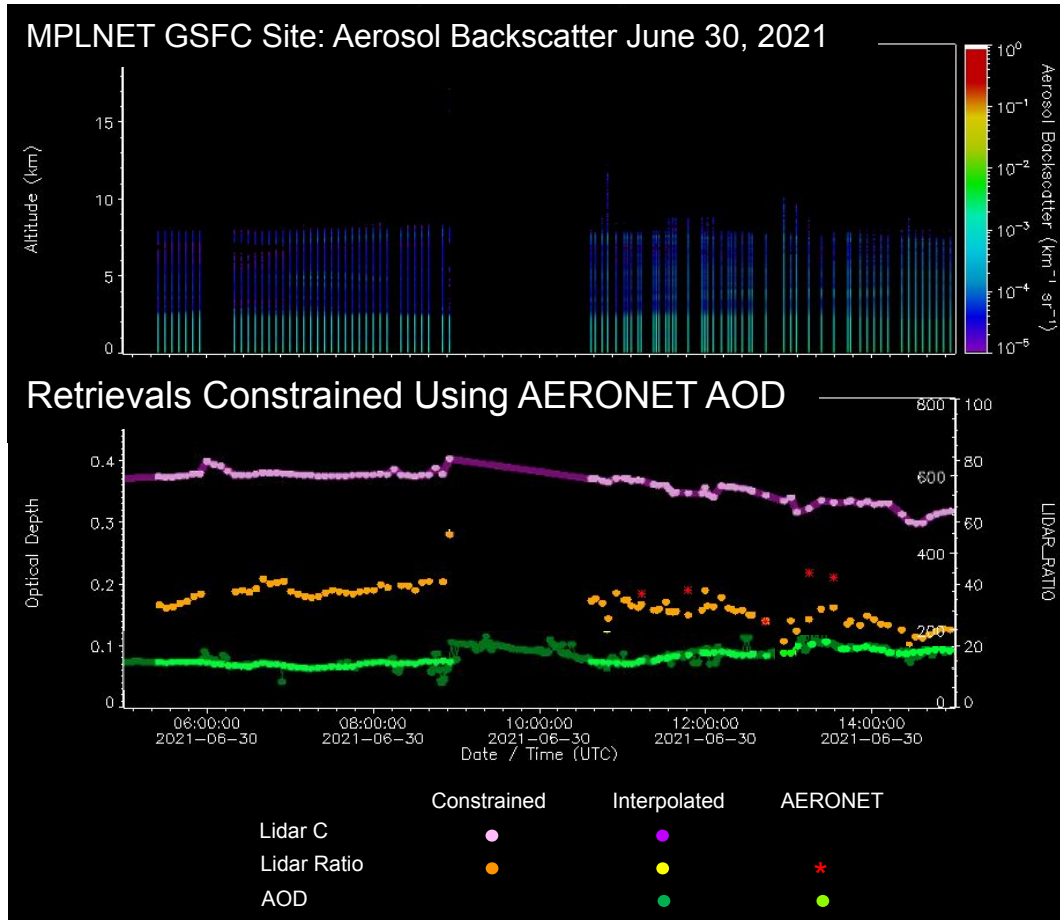 MPLNET GSFC Site: Aerosol Backscatter June 30, 2021
Altitude (km)
15
10
5
0
10⁰
10⁻¹
10⁻²
10⁻³
10⁻⁴
10⁻⁵
Aerosol Backscatter (km⁻¹ sr⁻¹)
Retrievals Constrained Using AERONET AOD
Optical Depth
0.4
0.3
0.2
0.1
0
800
600
400
200
0
100
80
60
40
20
0
LIDAR_RATIO
06:00:00 08:00:00 10:00:00 12:00:00 14:00:00
2021-06-30 2021-06-30 2021-06-30 2021-06-30 2021-06-30
Date / Time (UTC)
Constrained Interpolated AERONET
Lidar C
Lidar Ratio *
AOD